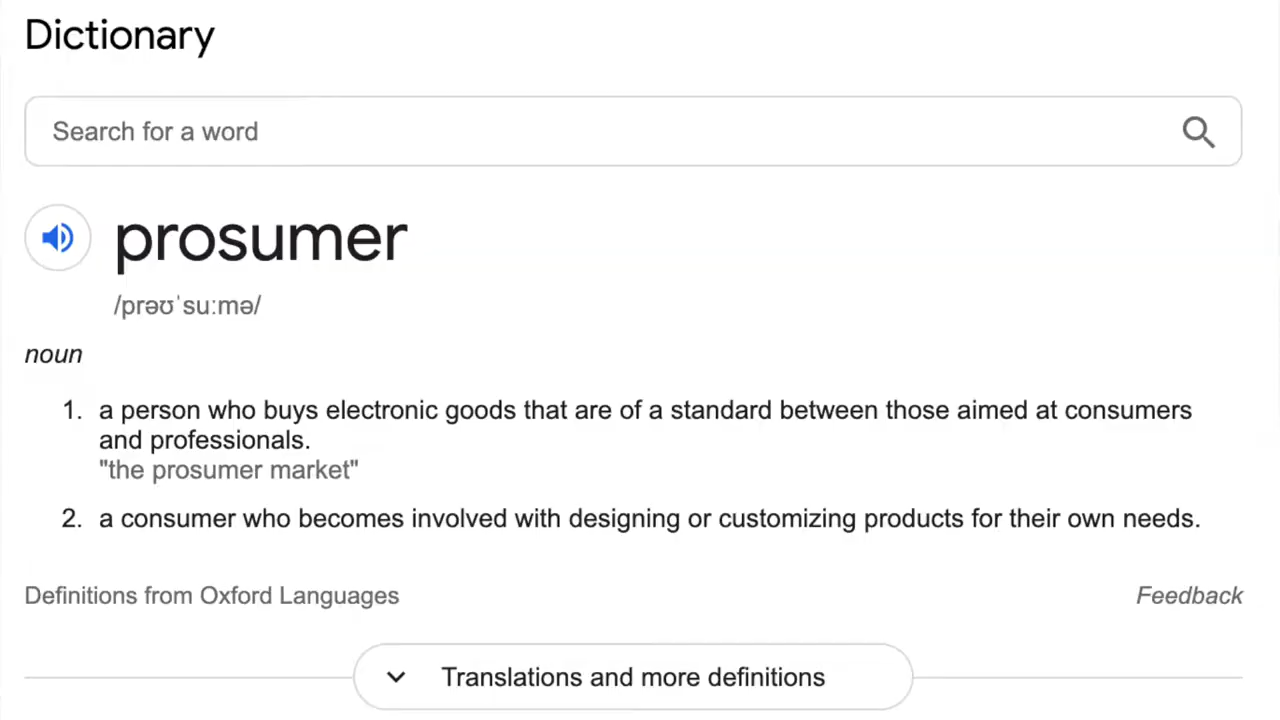 Dictionary
Search for a word
prosumer
/prəʊˈsuːmə/
noun
1. a person who buys electronic goods that are of a standard between those aimed at consumers
and professionals.
"the prosumer market"
2. a consumer who becomes involved with designing or customizing products for their own needs.
Definitions from Oxford Languages
Feedback
Translations and more definitions